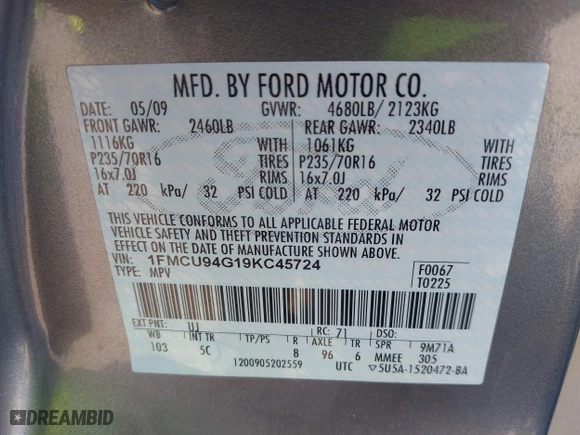 MFD. BY FORD MOTOR CO.
DATE: 05/09 GVWR: 4680LB/ 2123KG
FRONT GAWR: 2460LB REAR GAWR: 2340LB
1116KG WITH 1061KG WITH
P235/70R16 TIRES P235/70R16 TIRES
16x7.0J RIMS 16x7.0J RIMS
AT 220 kPa/ 32 PSI COLD AT 220 kPa/ 32 PSI COLD
THIS VEHICLE CONFORMS TO ALL APPLICABLE FEDERAL MOTOR
VEHICLE SAFETY AND THEFT PREVENTION STANDARDS IN
EFFECT ON THE DATE OF MANUFACTURE SHOWN ABOVE.
VIN: 1FMCU94G19KC45724 F0067
TYPE: MPV T0225
EXT PNT: UJ RC: 71 DSO:
WB INT TR TP/PS R AXLE TR SPR 9M71A
103 5C 8 96 6 MMEE 305
1200905202559 UTC ▽5U5A-1520472-BA
DREAMBID